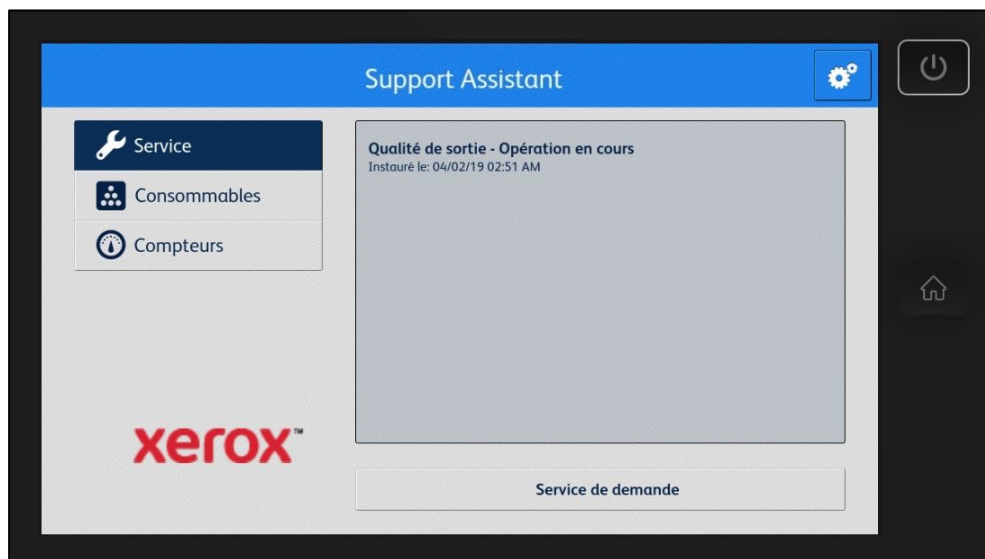 Support Assistant
Service
Consommables
Compteurs
Qualité de sortie - Opération en cours
Instauré le: 04/02/19 02:51 AM
xerox™
Service de demande